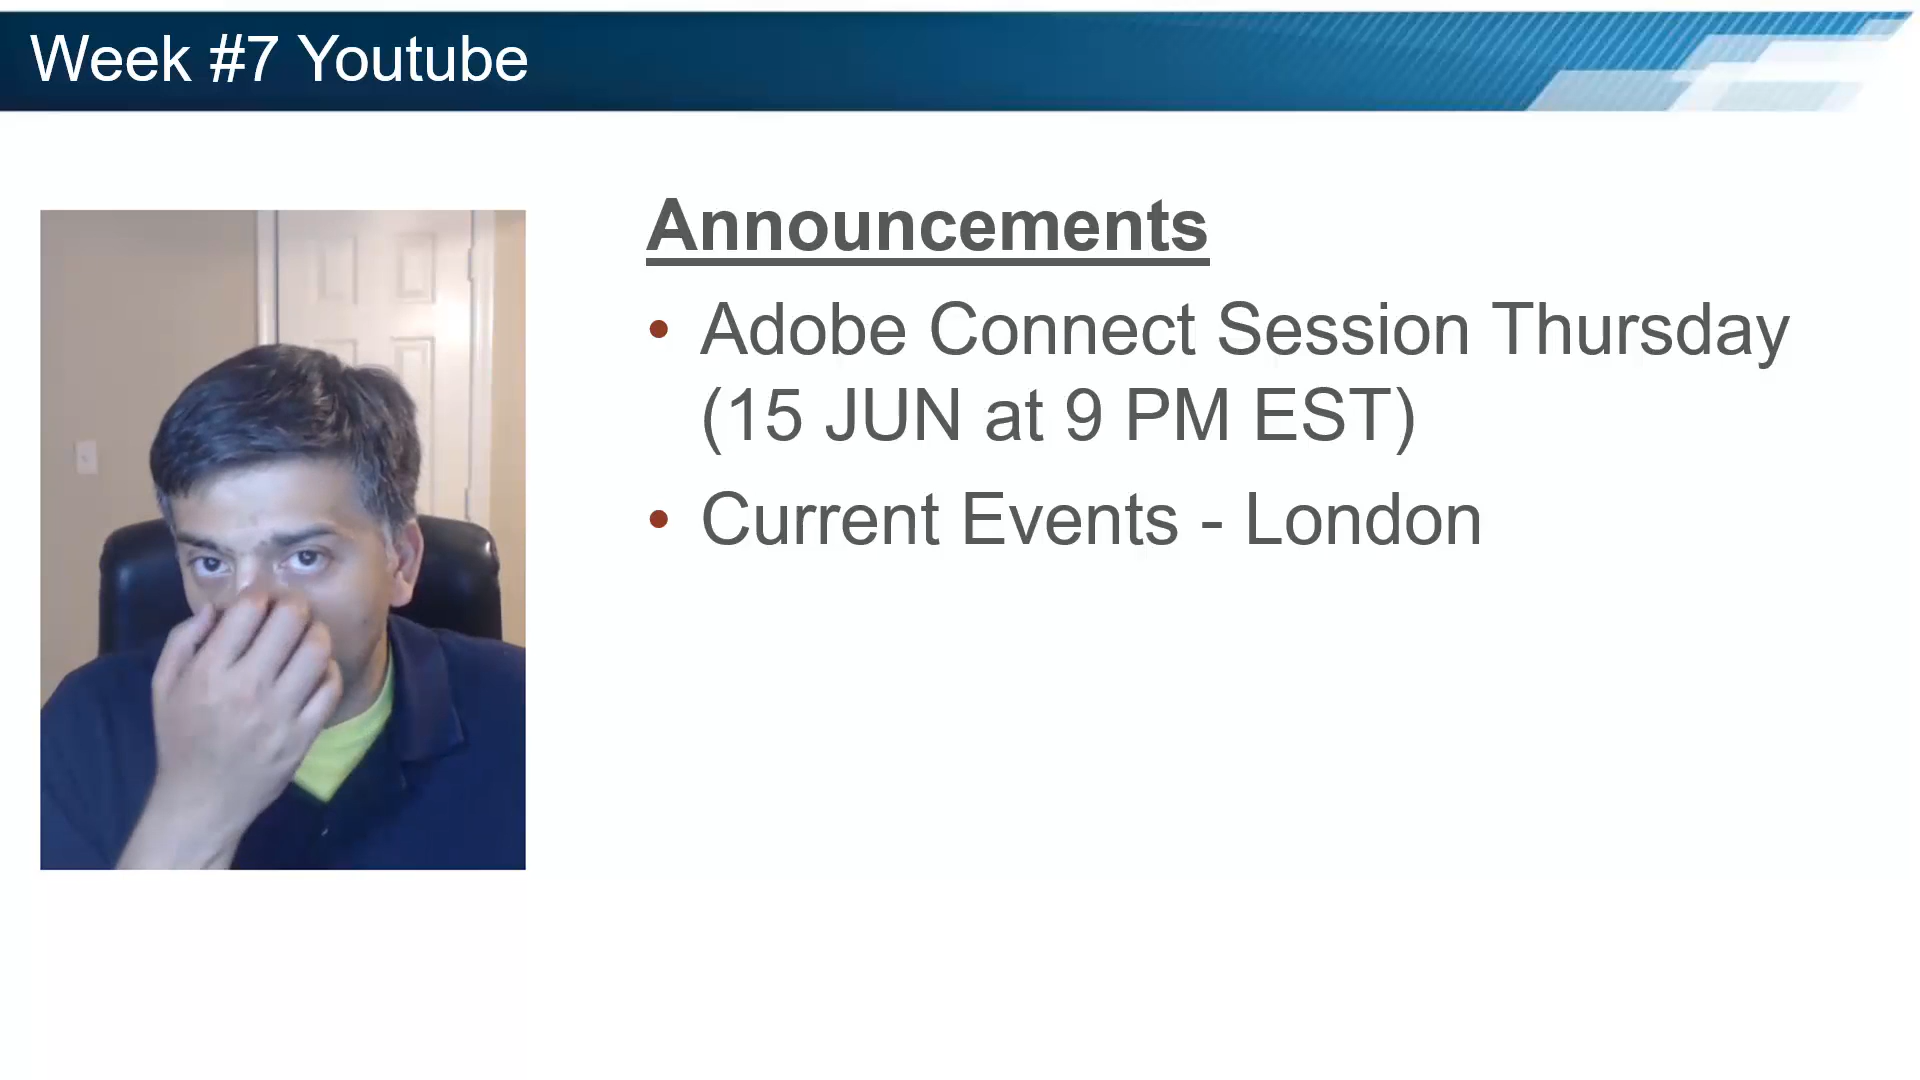 Week #7 Youtube
Announcements
• Adobe Connect Session Thursday
(15 JUN at 9 PM EST)
• Current Events - London